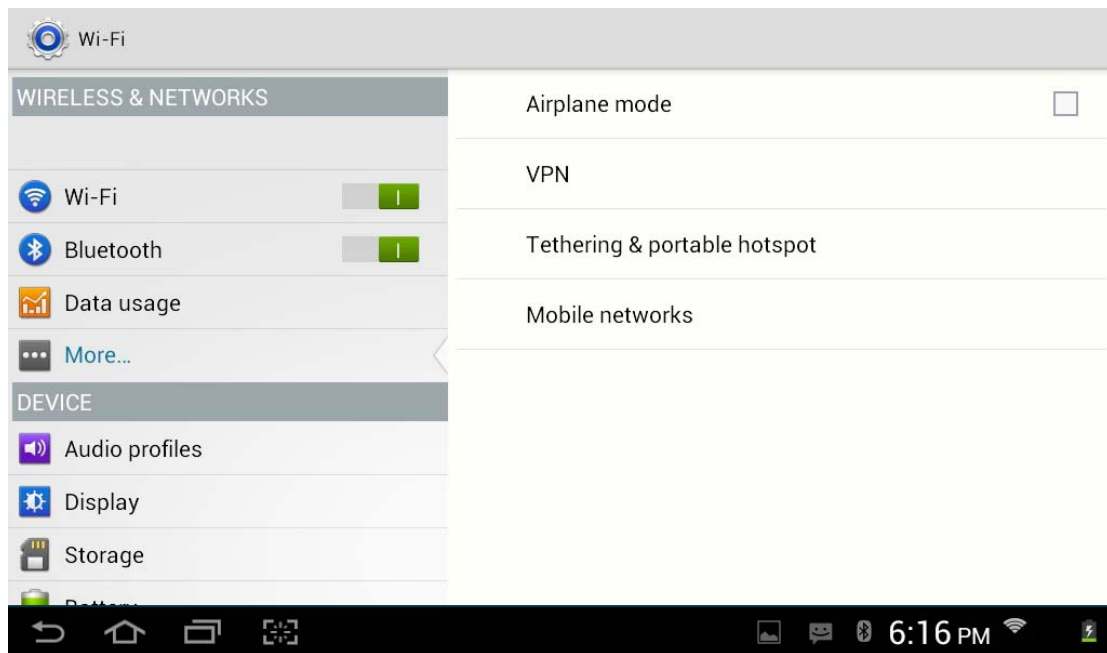 Wi-Fi
WIRELESS & NETWORKS
Wi-Fi
Bluetooth
Data usage
More...
DEVICE
Audio profiles
Display
Storage
Airplane mode
VPN
Tethering & portable hotspot
Mobile networks
6:16 PM